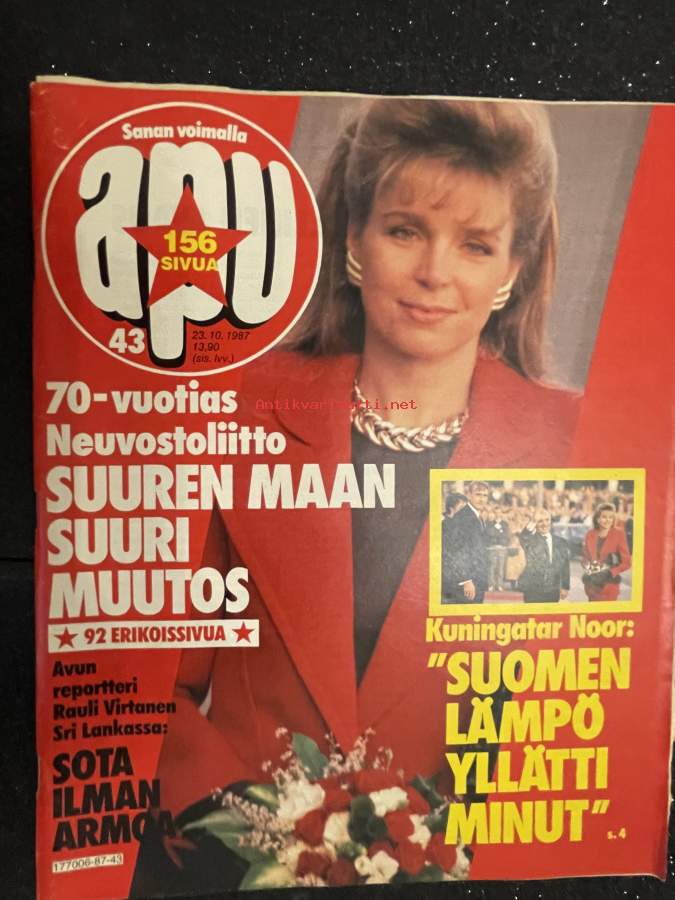 Sanan voimalla
apu
156
SIVUA
43
23.10.1987
13,90
(sis. lvv.)
70-vuotias
Neuvostoliitto
SUUREN MAAN
SUURI
MUUTOS
92 ERIKOISSIVUA
Avun
reportteri
Rauli Virtanen
Sri Lankassa:
SOTA
ILMAN
ARMOA
177006-87-43
Kuningatar Noor:
"SUOMEN
LÄMPÖ
YLLÄTTI
MINUT"
s. 4
Antikvariaatti.net